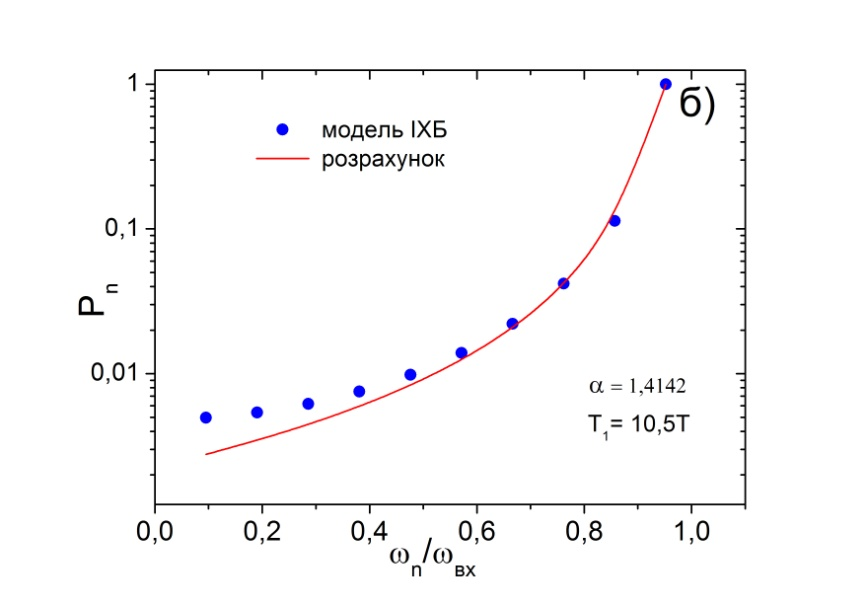 1
б)
модель ІХБ
розрахунок
0,1
Pn
0,01
α = 1,4142
T1= 10,5T
0,0 0,2 0,4 0,6 0,8 1,0
ωn/ωвх